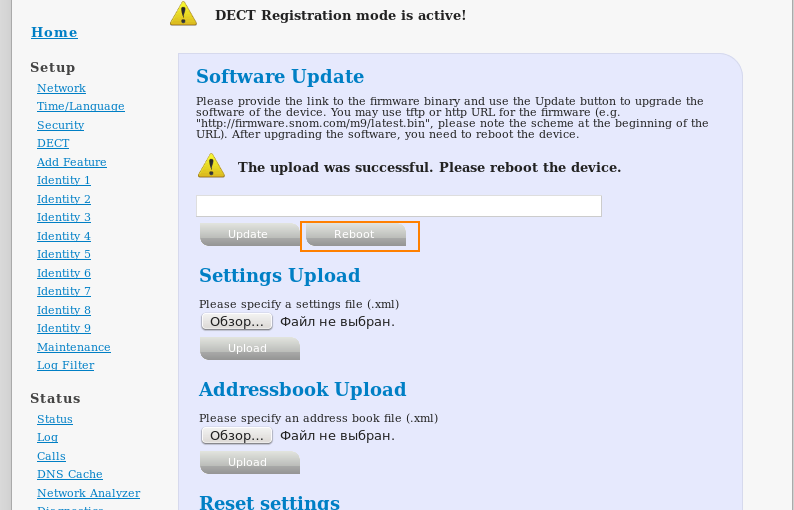 DECT Registration mode is active!
Home
Setup
Network
Time/Language
Security
DECT
Add Feature
Identity 1
Identity 2
Identity 3
Identity 4
Identity 5
Identity 6
Identity 7
Identity 8
Identity 9
Maintenance
Log Filter
Status
Status
Log
Calls
DNS Cache
Network Analyzer
Diagnostics
Software Update
Please provide the link to the firmware binary and use the Update button to upgrade the
software of the device. You may use tftp or http URL for the firmware (e.g.
"http://firmware.snom.com/m9/latest.bin", please note the scheme at the beginning of the
URL). After upgrading the software, you need to reboot the device.
The upload was successful. Please reboot the device.
Update Reboot
Settings Upload
Please specify a settings file (.xml)
Обзор... Файл не выбран.
Upload
Addressbook Upload
Please specify an address book file (.xml)
Обзор... Файл не выбран.
Upload
Reset settings